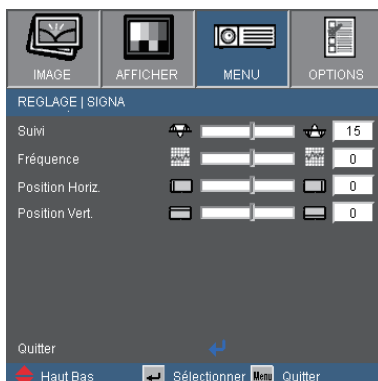 IMAGE AFFICHER MENU OPTIONS
REGLAGE | SIGNA
Suivi 15
Fréquence 0
Position Horiz. 0
Position Vert. 0
Quitter
Haut Bas Sélectionner Menu Quitter